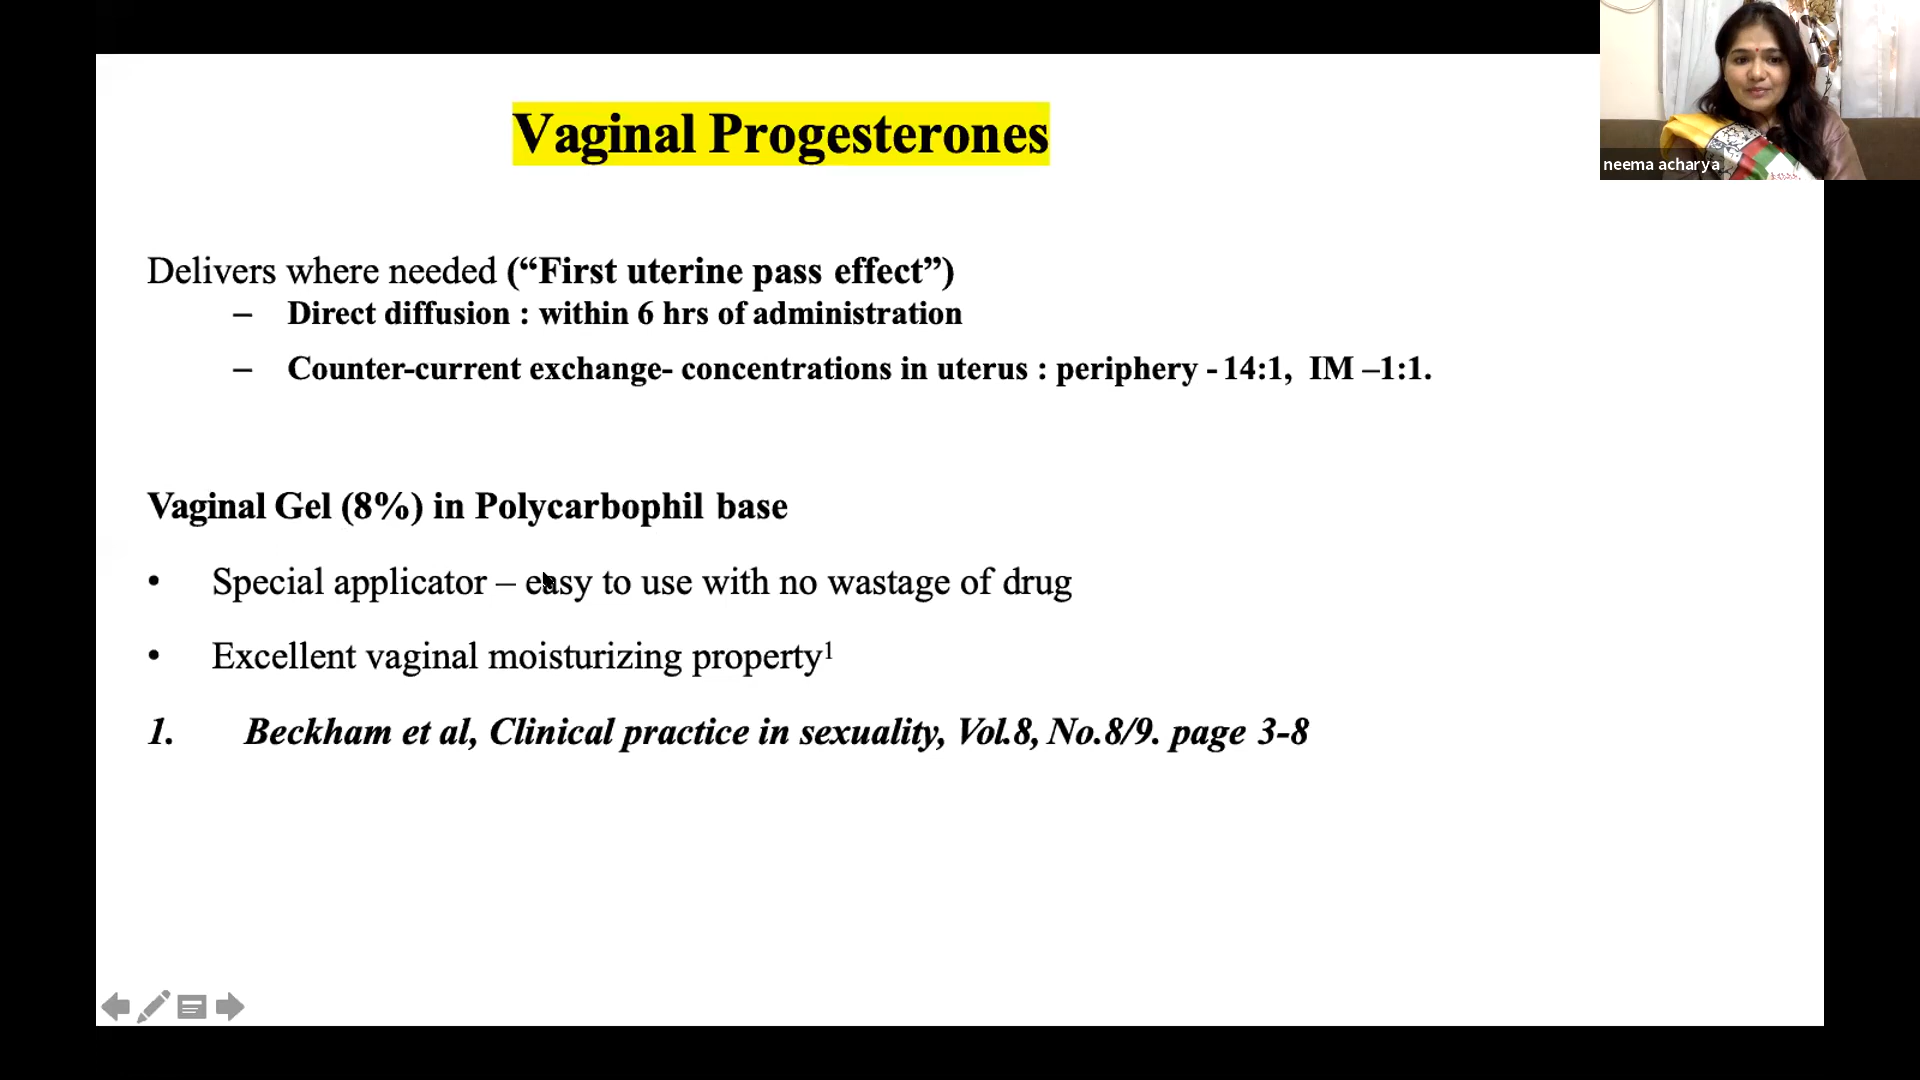 Vaginal Progesterones
neema acharya
Delivers where needed (“First uterine pass effect”)
– Direct diffusion : within 6 hrs of administration
– Counter-current exchange- concentrations in uterus : periphery - 14:1, IM –1:1.
Vaginal Gel (8%) in Polycarbophil base
• Special applicator – easy to use with no wastage of drug
• Excellent vaginal moisturizing property¹
1. Beckham et al, Clinical practice in sexuality, Vol.8, No.8/9. page 3-8